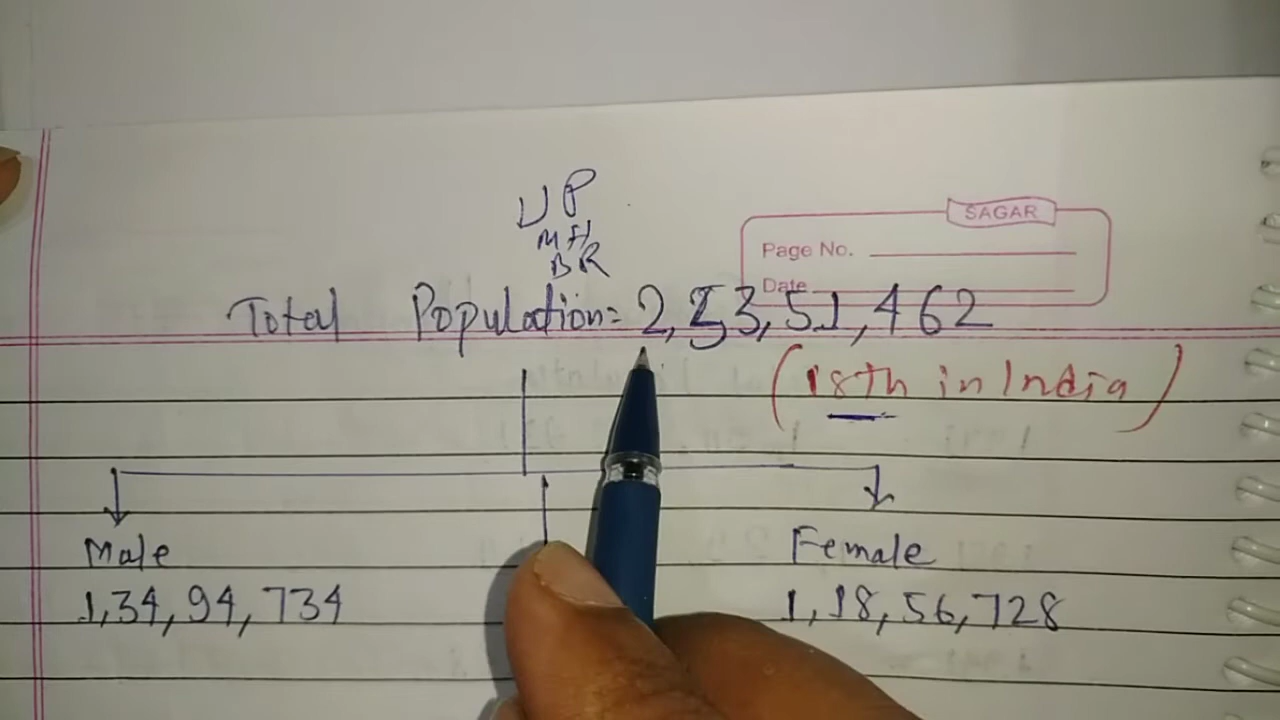 UP
MH
BR
SAGAR
Page No.
Date
Total Population = 2,53,51,462
(18th in India)
Male Female
1,34,94,734 1,18,56,728